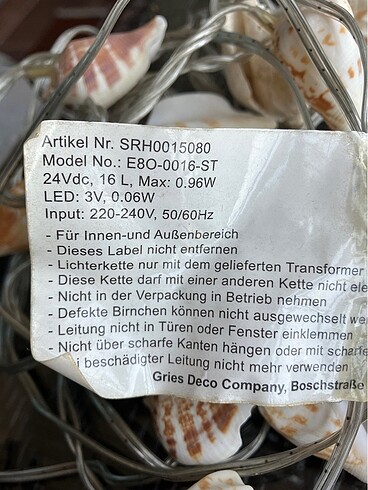 Artikel Nr. SRH0015080
Model No.: E8O-0016-ST
24Vdc, 16 L, Max: 0.96W
LED: 3V, 0.06W
Input: 220-240V, 50/60Hz
- Für Innen-und Außenbereich
- Dieses Label nicht entfernen
- Lichterkette nur mit dem gelieferten Transformer
- Diese Kette darf mit einer anderen Kette nicht ele
- Nicht in der Verpackung in Betrieb nehmen
- Defekte Birnchen können nicht ausgewechselt we
- Leitung nicht in Türen oder Fenster einklemmen
- Nicht über scharfe Kanten hängen oder mit scharfe
i beschädigter Leitung nicht mehr verwenden
Gries Deco Company, Boschstraße